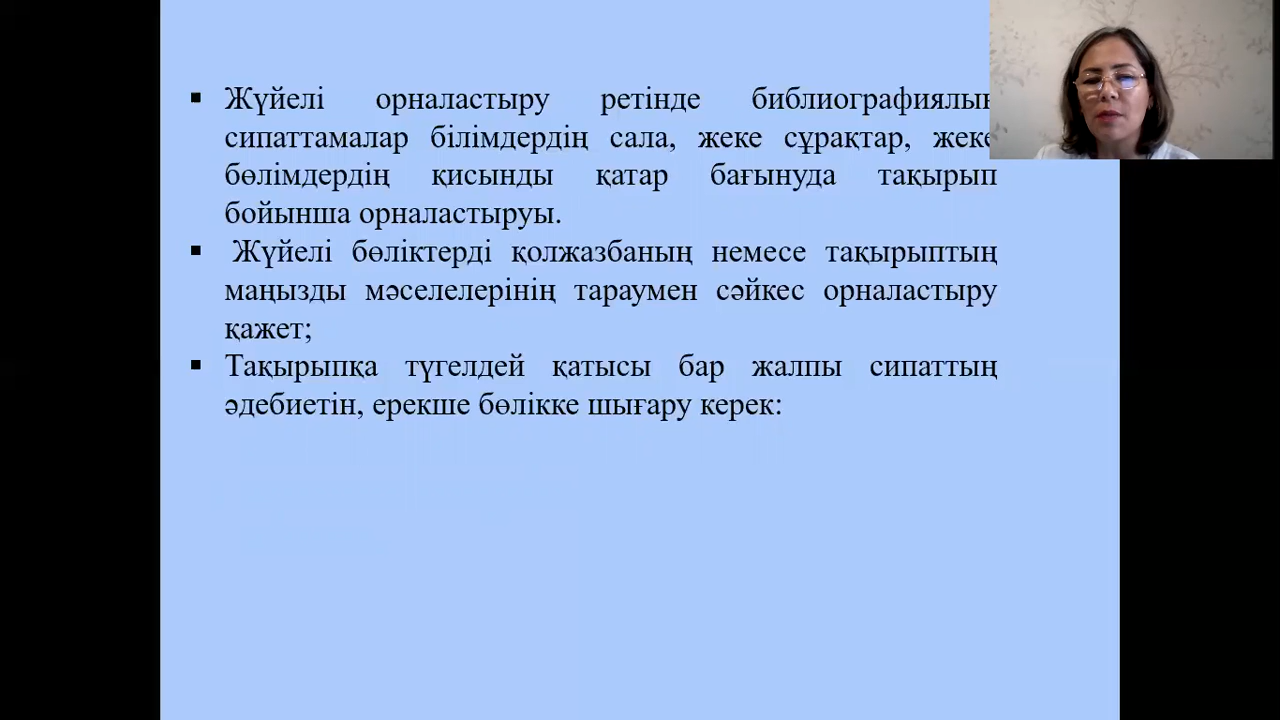 ▪ Жүйелі орналастыру ретінде библиографиялық
сипаттамалар білімдердің сала, жеке сұрақтар, жеке
бөлімдердің қисынды қатар бағынуда тақырып
бойынша орналастыруы.
▪ Жүйелі бөліктерді қолжазбаның немесе тақырыптың
маңызды мәселелерінің тараумен сәйкес орналастыру
қажет;
▪ Тақырыпқа түгелдей қатысы бар жалпы сипаттың
әдебиетін, ерекше бөлікке шығару керек: